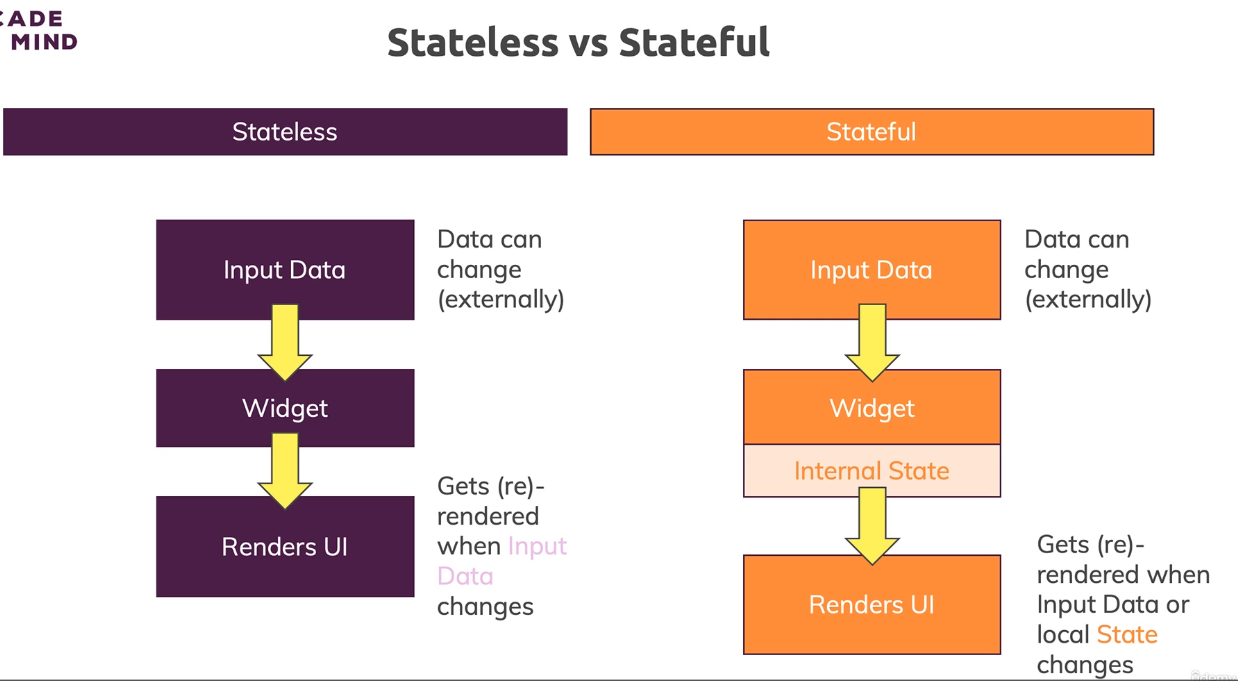 CADE
MIND
Stateless vs Stateful
Stateless
Stateful
Input Data
Data can
change
(externally)
Widget
Renders UI
Gets (re)-
rendered
when Input
Data
changes
Input Data
Data can
change
(externally)
Widget
Internal State
Renders UI
Gets (re)-
rendered when
Input Data or
local State
changes